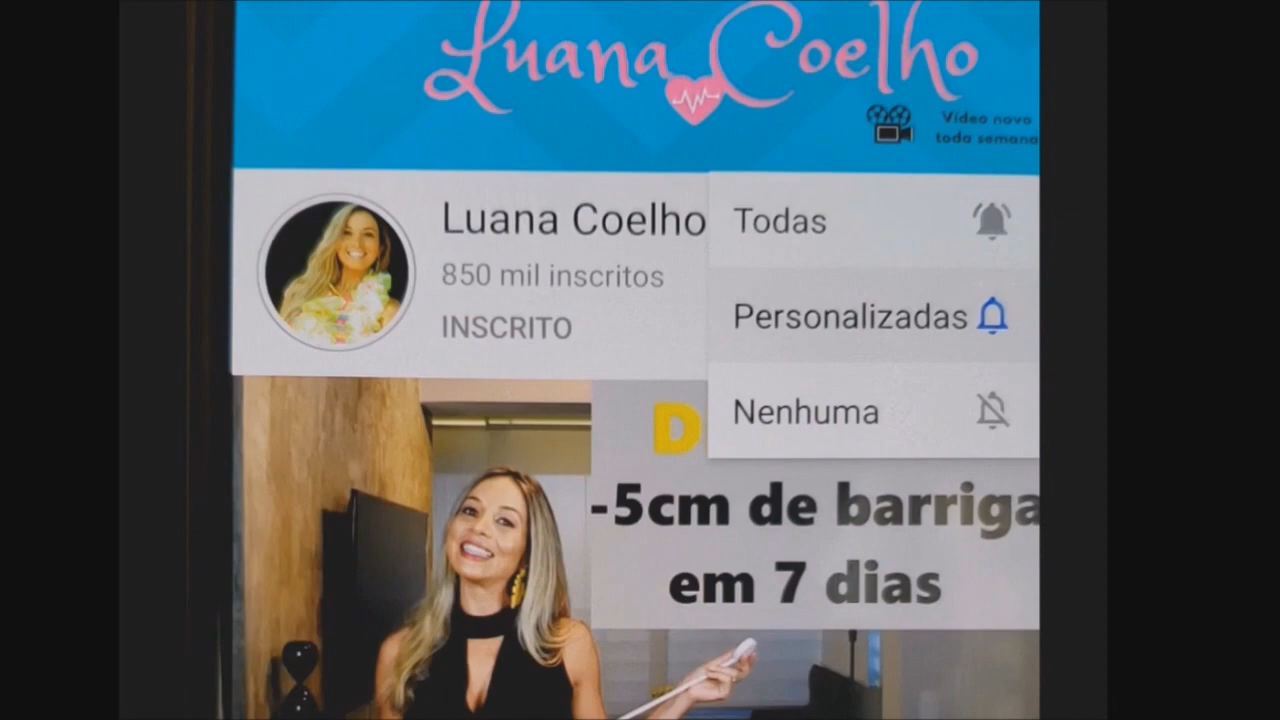 Luana Coelho
Vídeo novo
toda semana
Luana Coelho
850 mil inscritos
INSCRITO
Todas
Personalizadas
Nenhuma
D
-5cm de barriga
em 7 dias